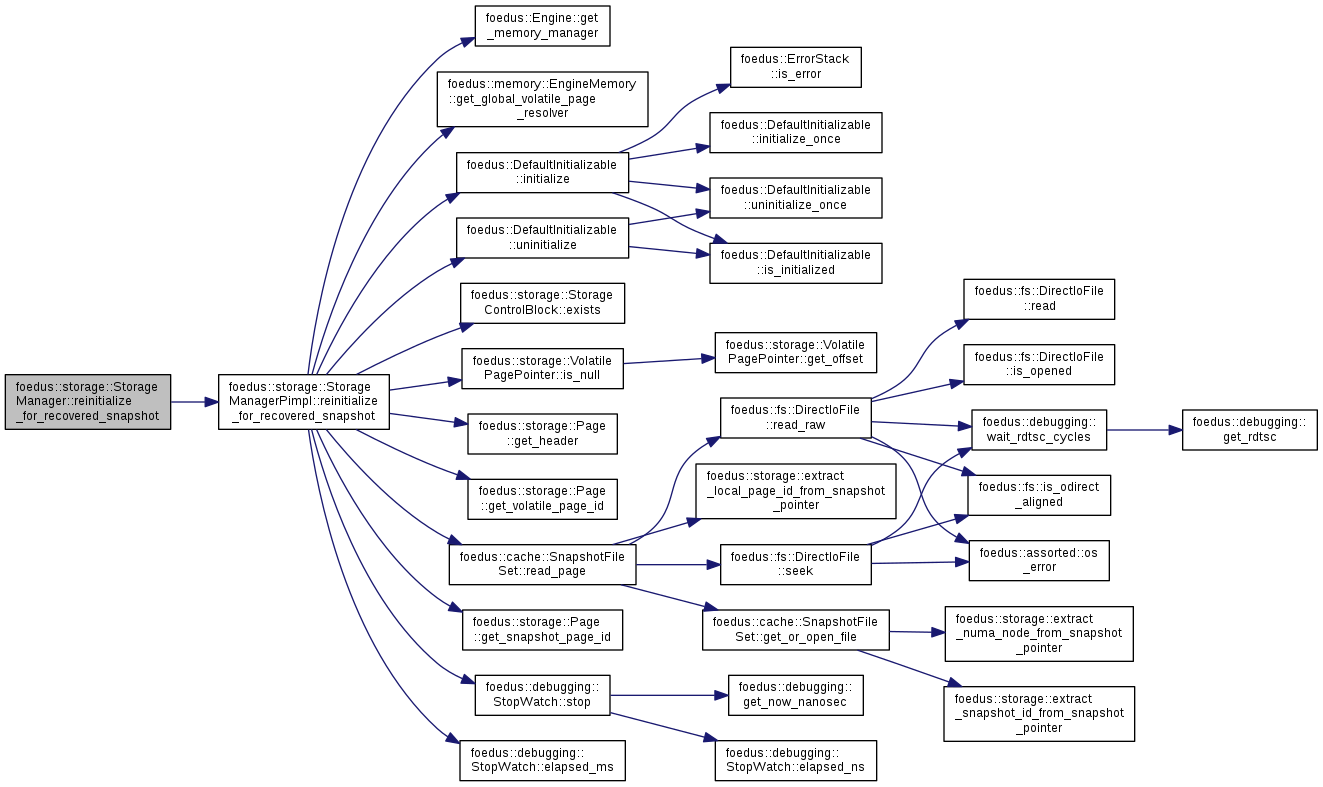 foedus::storage::Storage
Manager::reinitialize
_for_recovered_snapshot
foedus::storage::Storage
ManagerPimpl::reinitialize
_for_recovered_snapshot
foedus::Engine::get
_memory_manager
foedus::memory::EngineMemory
::get_global_volatile_page
_resolver
foedus::DefaultInitializable
::initialize
foedus::DefaultInitializable
::uninitialize
foedus::storage::Storage
ControlBlock::exists
foedus::storage::Volatile
PagePointer::is_null
foedus::storage::Page
::get_header
foedus::storage::Page
::get_volatile_page_id
foedus::cache::SnapshotFile
Set::read_page
foedus::storage::Page
::get_snapshot_page_id
foedus::debugging::
StopWatch::stop
foedus::debugging::
StopWatch::elapsed_ms
foedus::ErrorStack
::is_error
foedus::DefaultInitializable
::initialize_once
foedus::DefaultInitializable
::uninitialize_once
foedus::DefaultInitializable
::is_initialized
foedus::storage::Volatile
PagePointer::get_offset
foedus::fs::DirectIoFile
::read_raw
foedus::storage::extract
_local_page_id_from_snapshot
_pointer
foedus::fs::DirectIoFile
::seek
foedus::cache::SnapshotFile
Set::get_or_open_file
foedus::debugging::
get_now_nanosec
foedus::debugging::
StopWatch::elapsed_ns
foedus::fs::DirectIoFile
::read
foedus::fs::DirectIoFile
::is_opened
foedus::debugging::
wait_rdtsc_cycles
foedus::fs::is_odirect
_aligned
foedus::assorted::os
_error
foedus::storage::extract
_numa_node_from_snapshot
_pointer
foedus::storage::extract
_snapshot_id_from_snapshot
_pointer
foedus::debugging::
get_rdtsc